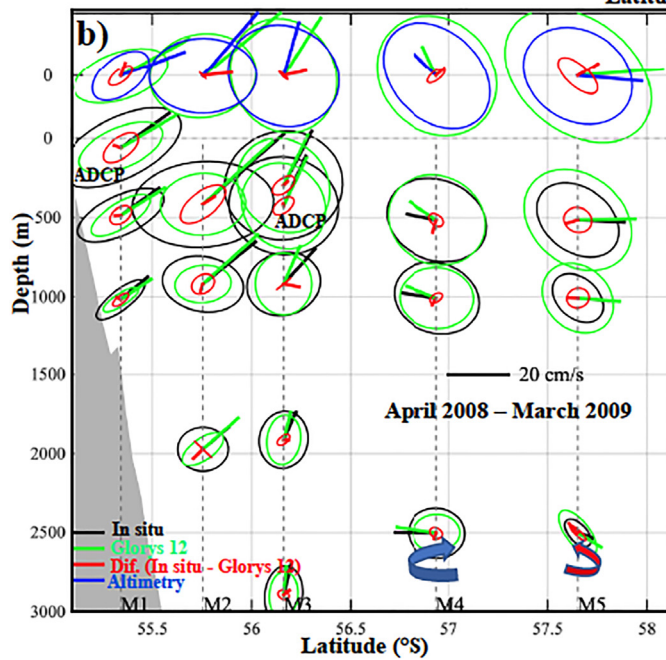 Latitu
b)
0
0
500
1000
1500
2000
2500
3000
Depth (m)
ADCP
ADCP
20 cm/s
April 2008 – March 2009
In situ
Glorys 12
Dif. (In situ - Glorys 12)
Altimetry
M1 M2 M3 M4 M5
55.5 56 56.5 57 57.5 58
Latitude (°S)